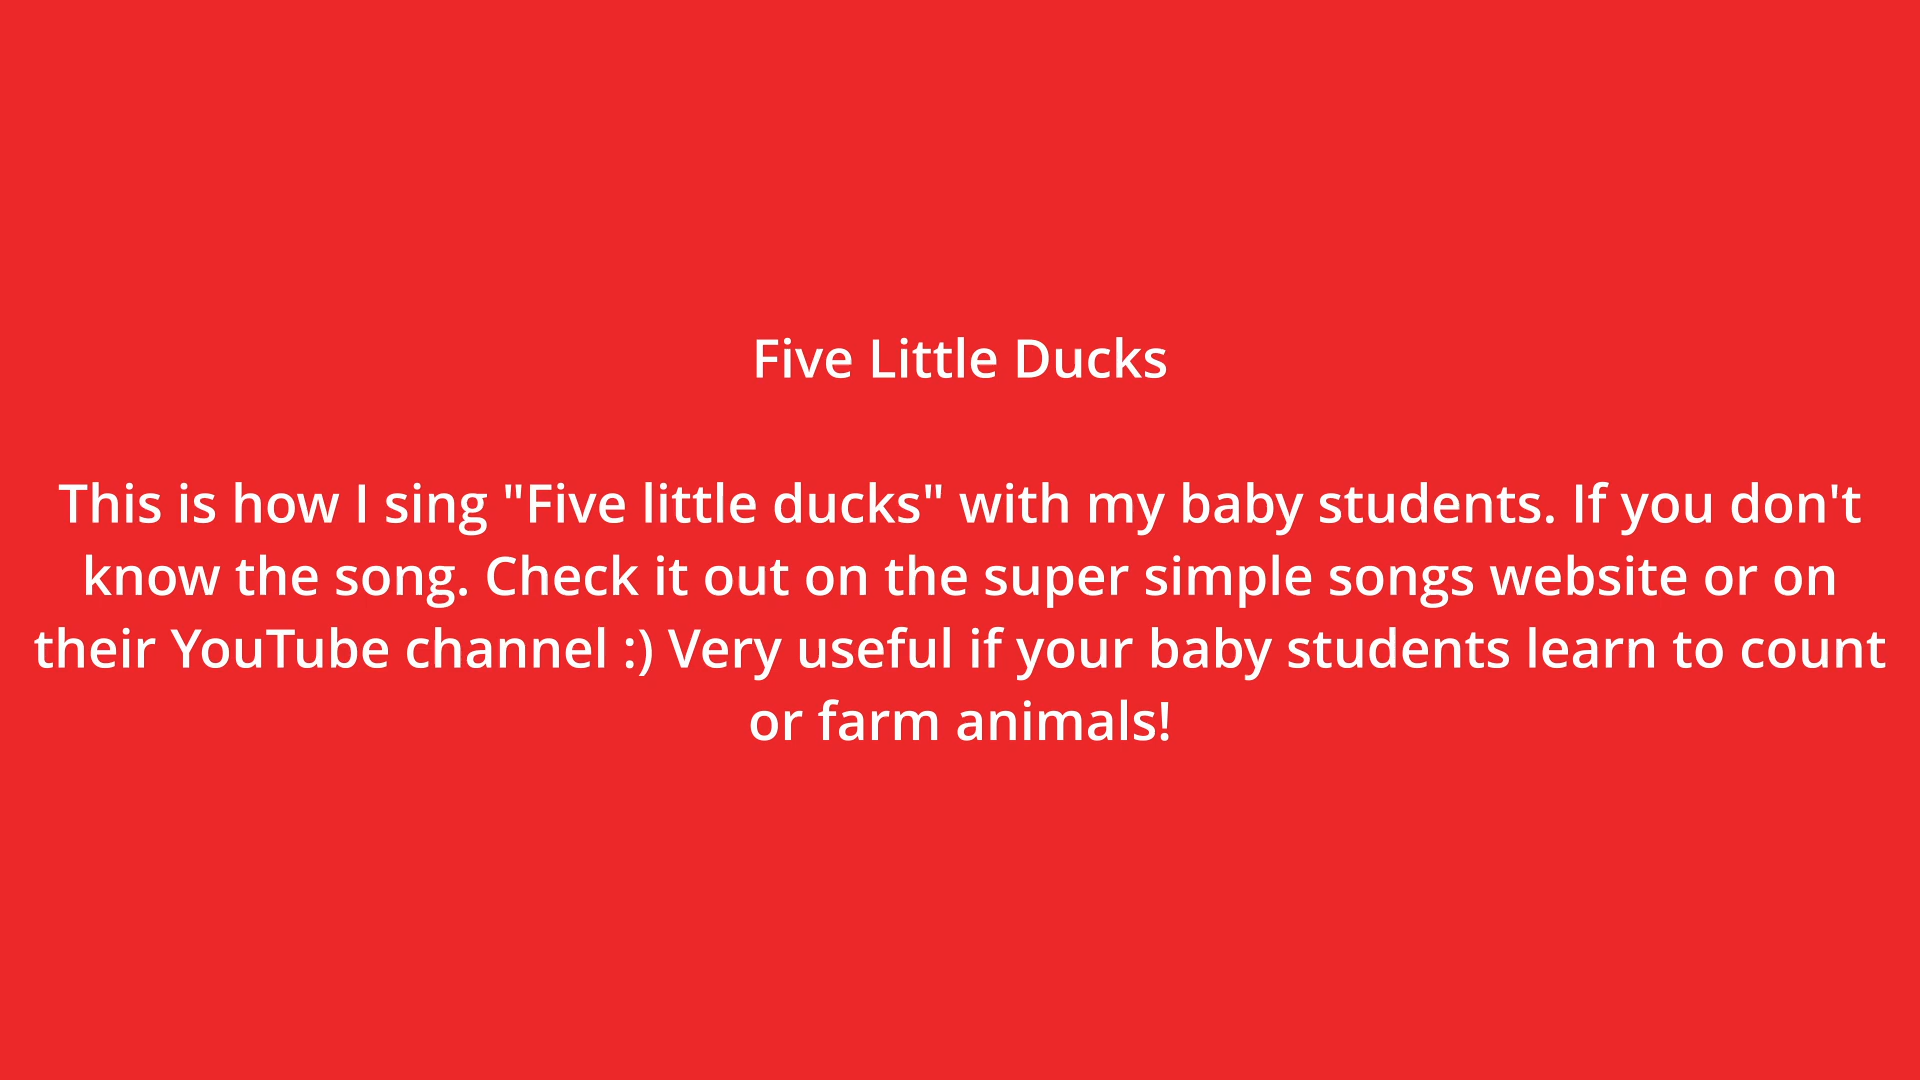 Five Little Ducks
This is how I sing "Five little ducks" with my baby students. If you don't
know the song. Check it out on the super simple songs website or on
their YouTube channel :) Very useful if your baby students learn to count
or farm animals!